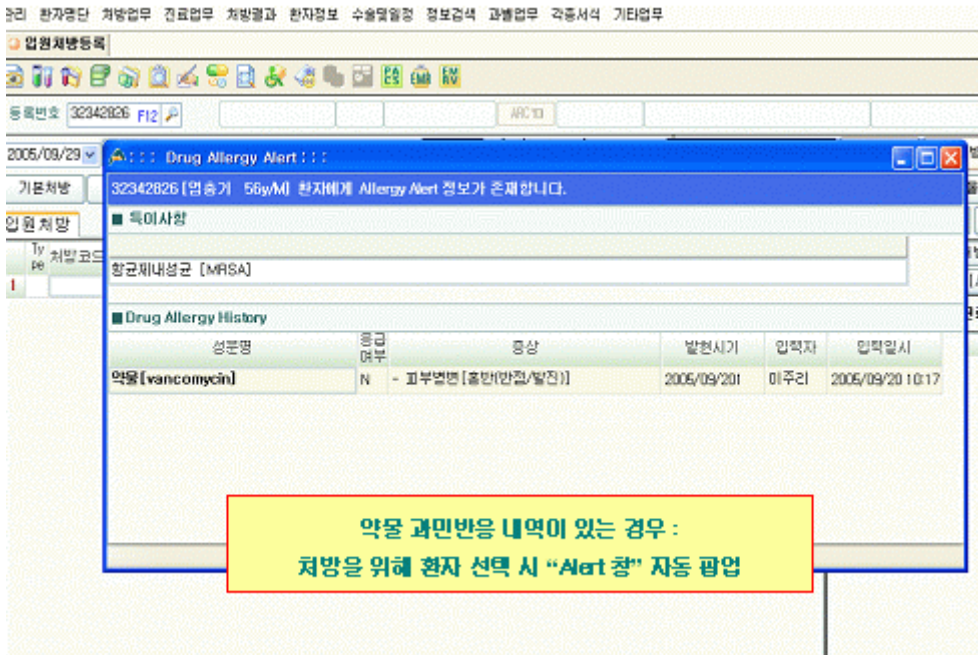 관리 환자명단 처방업무 진료업무 처방결과 환자정보 수술및일정 정보검색 과별업무 각종서식 기타업무
입원처방등록
PACS EMR
등록번호 32342826 F12
ARC
2005/09/29 Drug Allergy Alert
기본처방 32342826 [엄승기 56y/M] 환자에게 Allergy Alert 정보가 존재합니다.
입원처방 ■ 특이사항
Type 처방코드
1 항균제내성균 [MRSA]
■ Drug Allergy History
성분명 응급여부 증상 발현시기 입력자 입력일시
약물[vancomycin] N - 피부병변[홍반(반점/발진)] 2005/09/20 이주리 2005/09/20 10:17
약물 과민반응 내역이 있는 경우 :
처방을 위해 환자 선택 시 “Alert 창” 자동 팝업